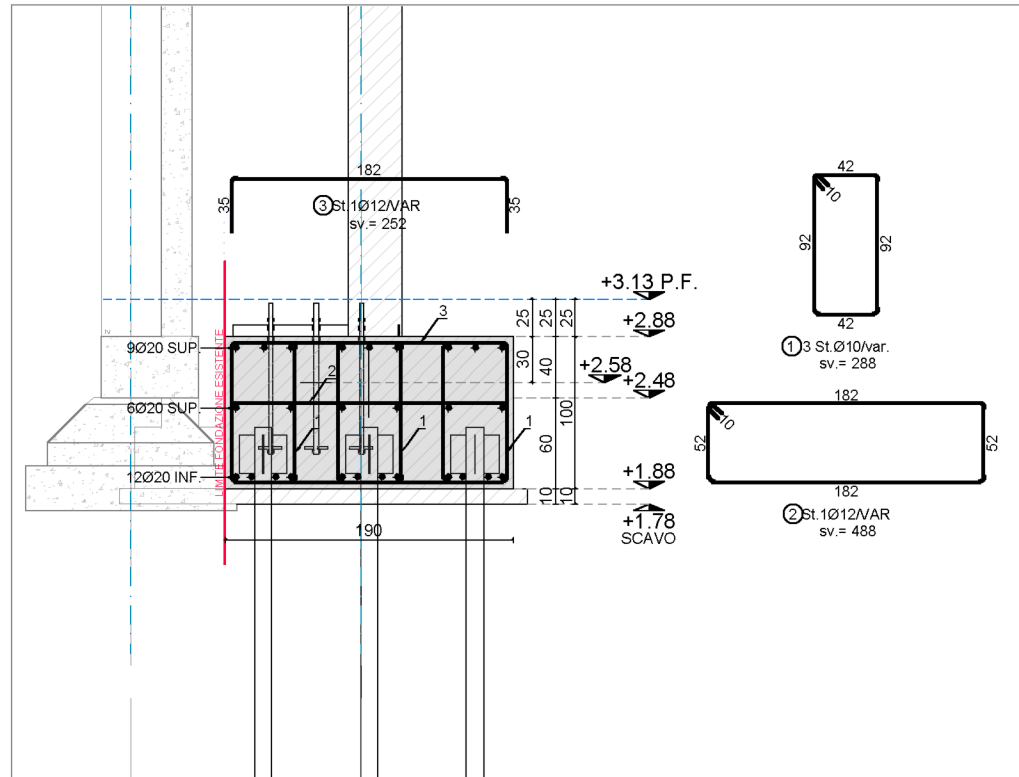 182
35
35
3 St.1Ø12/VAR
sv.= 252
42
10
92
92
42
1 3 St.Ø10/var.
sv.= 288
+3.13 P.F.
25
25
25
+2.88
3
9Ø20 SUP.
30
40
+2.58
+2.48
2
6Ø20 SUP.
100
60
1
1
1
12Ø20 INF.
LIMITE FONDAZIONE ESISTENTE
+1.88
10
10
+1.78
SCAVO
190
182
10
52
52
182
2 St.1Ø12/VAR
sv.= 488